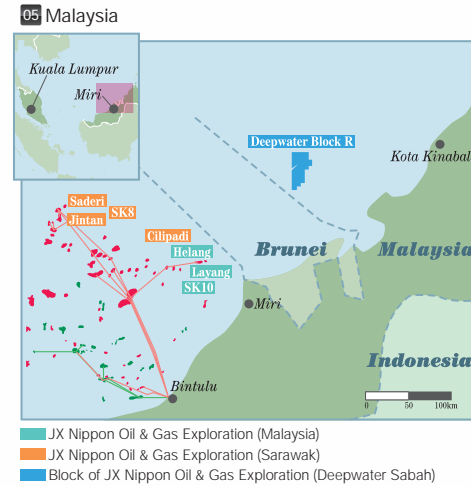 05 Malaysia
Kuala Lumpur
Miri
Deepwater Block R
Kota Kinabal
Saderi
SK8
Jintan
Cilipadi
Helang
Layang
SK10
Brunei
Malaysia
Miri
Indonesia
Bintulu
0 50 100km
JX Nippon Oil & Gas Exploration (Malaysia)
JX Nippon Oil & Gas Exploration (Sarawak)
Block of JX Nippon Oil & Gas Exploration (Deepwater Sabah)